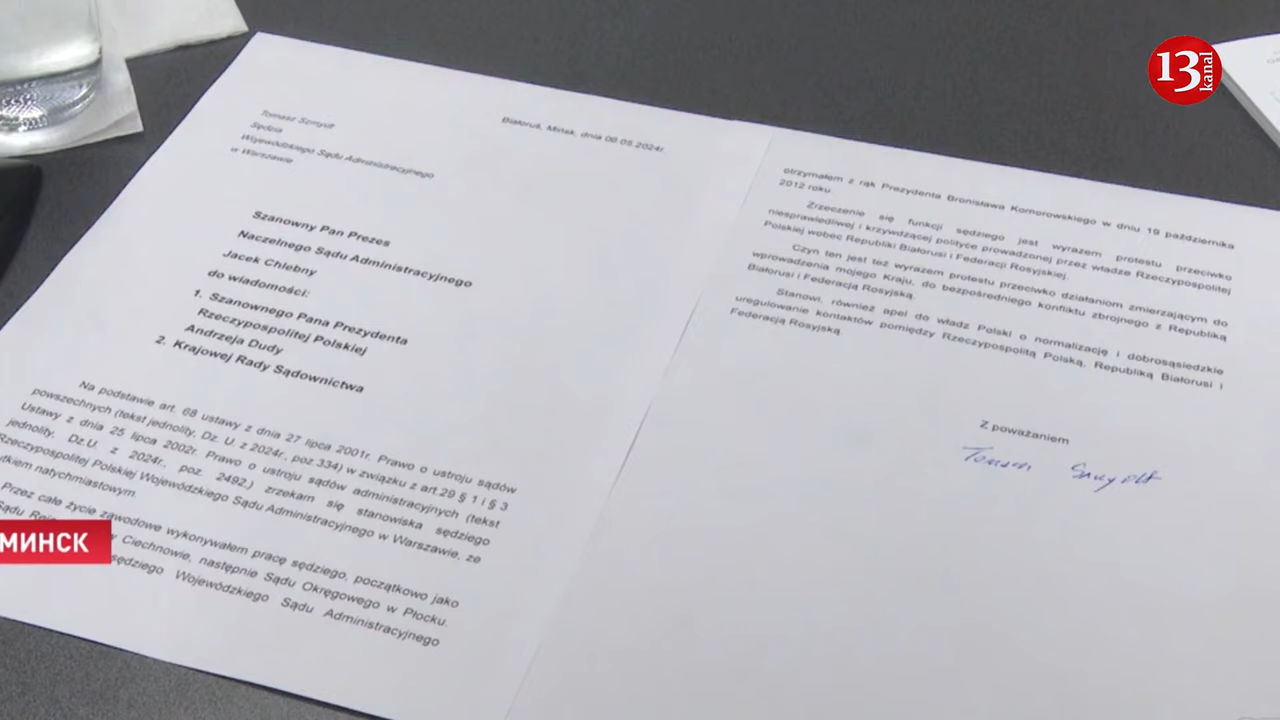 Tomasz Szmydt
Sędzia
Wojewódzkiego Sądu Administracyjnego
w Warszawie
Białoruś, Mińsk, dnia 06.05.2024r.
Szanowny Pan Prezes
Naczelnego Sądu Administracyjnego
Jacek Chlebny
do wiadomości:
1. Szanownego Pana Prezydenta
Rzeczypospolitej Polskiej
Andrzeja Dudy
2. Krajowej Rady Sądownictwa
Na podstawie art. 68 ustawy z dnia 27 lipca 2001r. Prawo o ustroju sądów
powszechnych (tekst jednolity, Dz. U. z 2024r., poz.334) w związku z art.29 § 1 i § 3
Ustawy z dnia 25 lipca 2002r. Prawo o ustroju sądów administracyjnych (tekst
jednolity, Dz.U. z 2024r., poz. 2492.) zrzekam się stanowiska sędziego
Rzeczypospolitej Polskiej Wojewódzkiego Sądu Administracyjnego w Warszawie, ze
natychmiastowym.
Przez całe życie zawodowe wykonywałem pracę sędziego, początkowo jako
w Ciechnowie, następnie Sądu Okręgowego w Płocku.
sędziego Wojewódzkiego Sądu Administracyjnego
otrzymałem z rąk Prezydenta Bronisława Komorowskiego w dniu 19 października
2012 roku.
Zrzeczenie się funkcji sędziego jest wyrazem protestu przeciwko
niesprawiedliwej i krzywdzącej polityce prowadzonej przez władze Rzeczypospolitej
Polskiej wobec Republiki Białorusi i Federacji Rosyjskiej.
Czyn ten jest też wyrazem protestu przeciwko działaniom zmierzającym do
wprowadzenia mojego Kraju, do bezpośredniego konfliktu zbrojnego z Republiką
Białorusi i Federacją Rosyjską.
Stanowi, również apel do władz Polski o normalizację i dobrosąsiedzkie
uregulowanie kontaktów pomiędzy Rzeczypospolitą Polską, Republiką Białorusi i
Federacją Rosyjską
Z poważaniem
Tomasz Szmydt
13 kanal
МИНСК